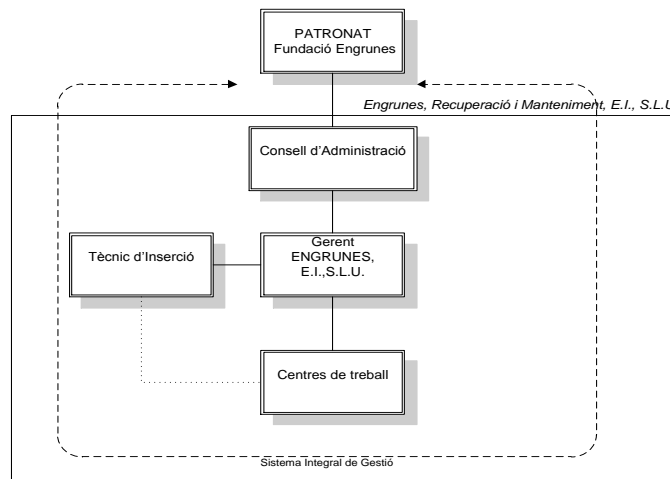 PATRONAT
Fundació Engrunes
Engrunes, Recuperació i Manteniment, E.I., S.L.U
Consell d'Administració
Tècnic d'Inserció
Gerent
ENGRUNES,
E.I.,S.L.U.
Centres de treball
Sistema Integral de Gestió